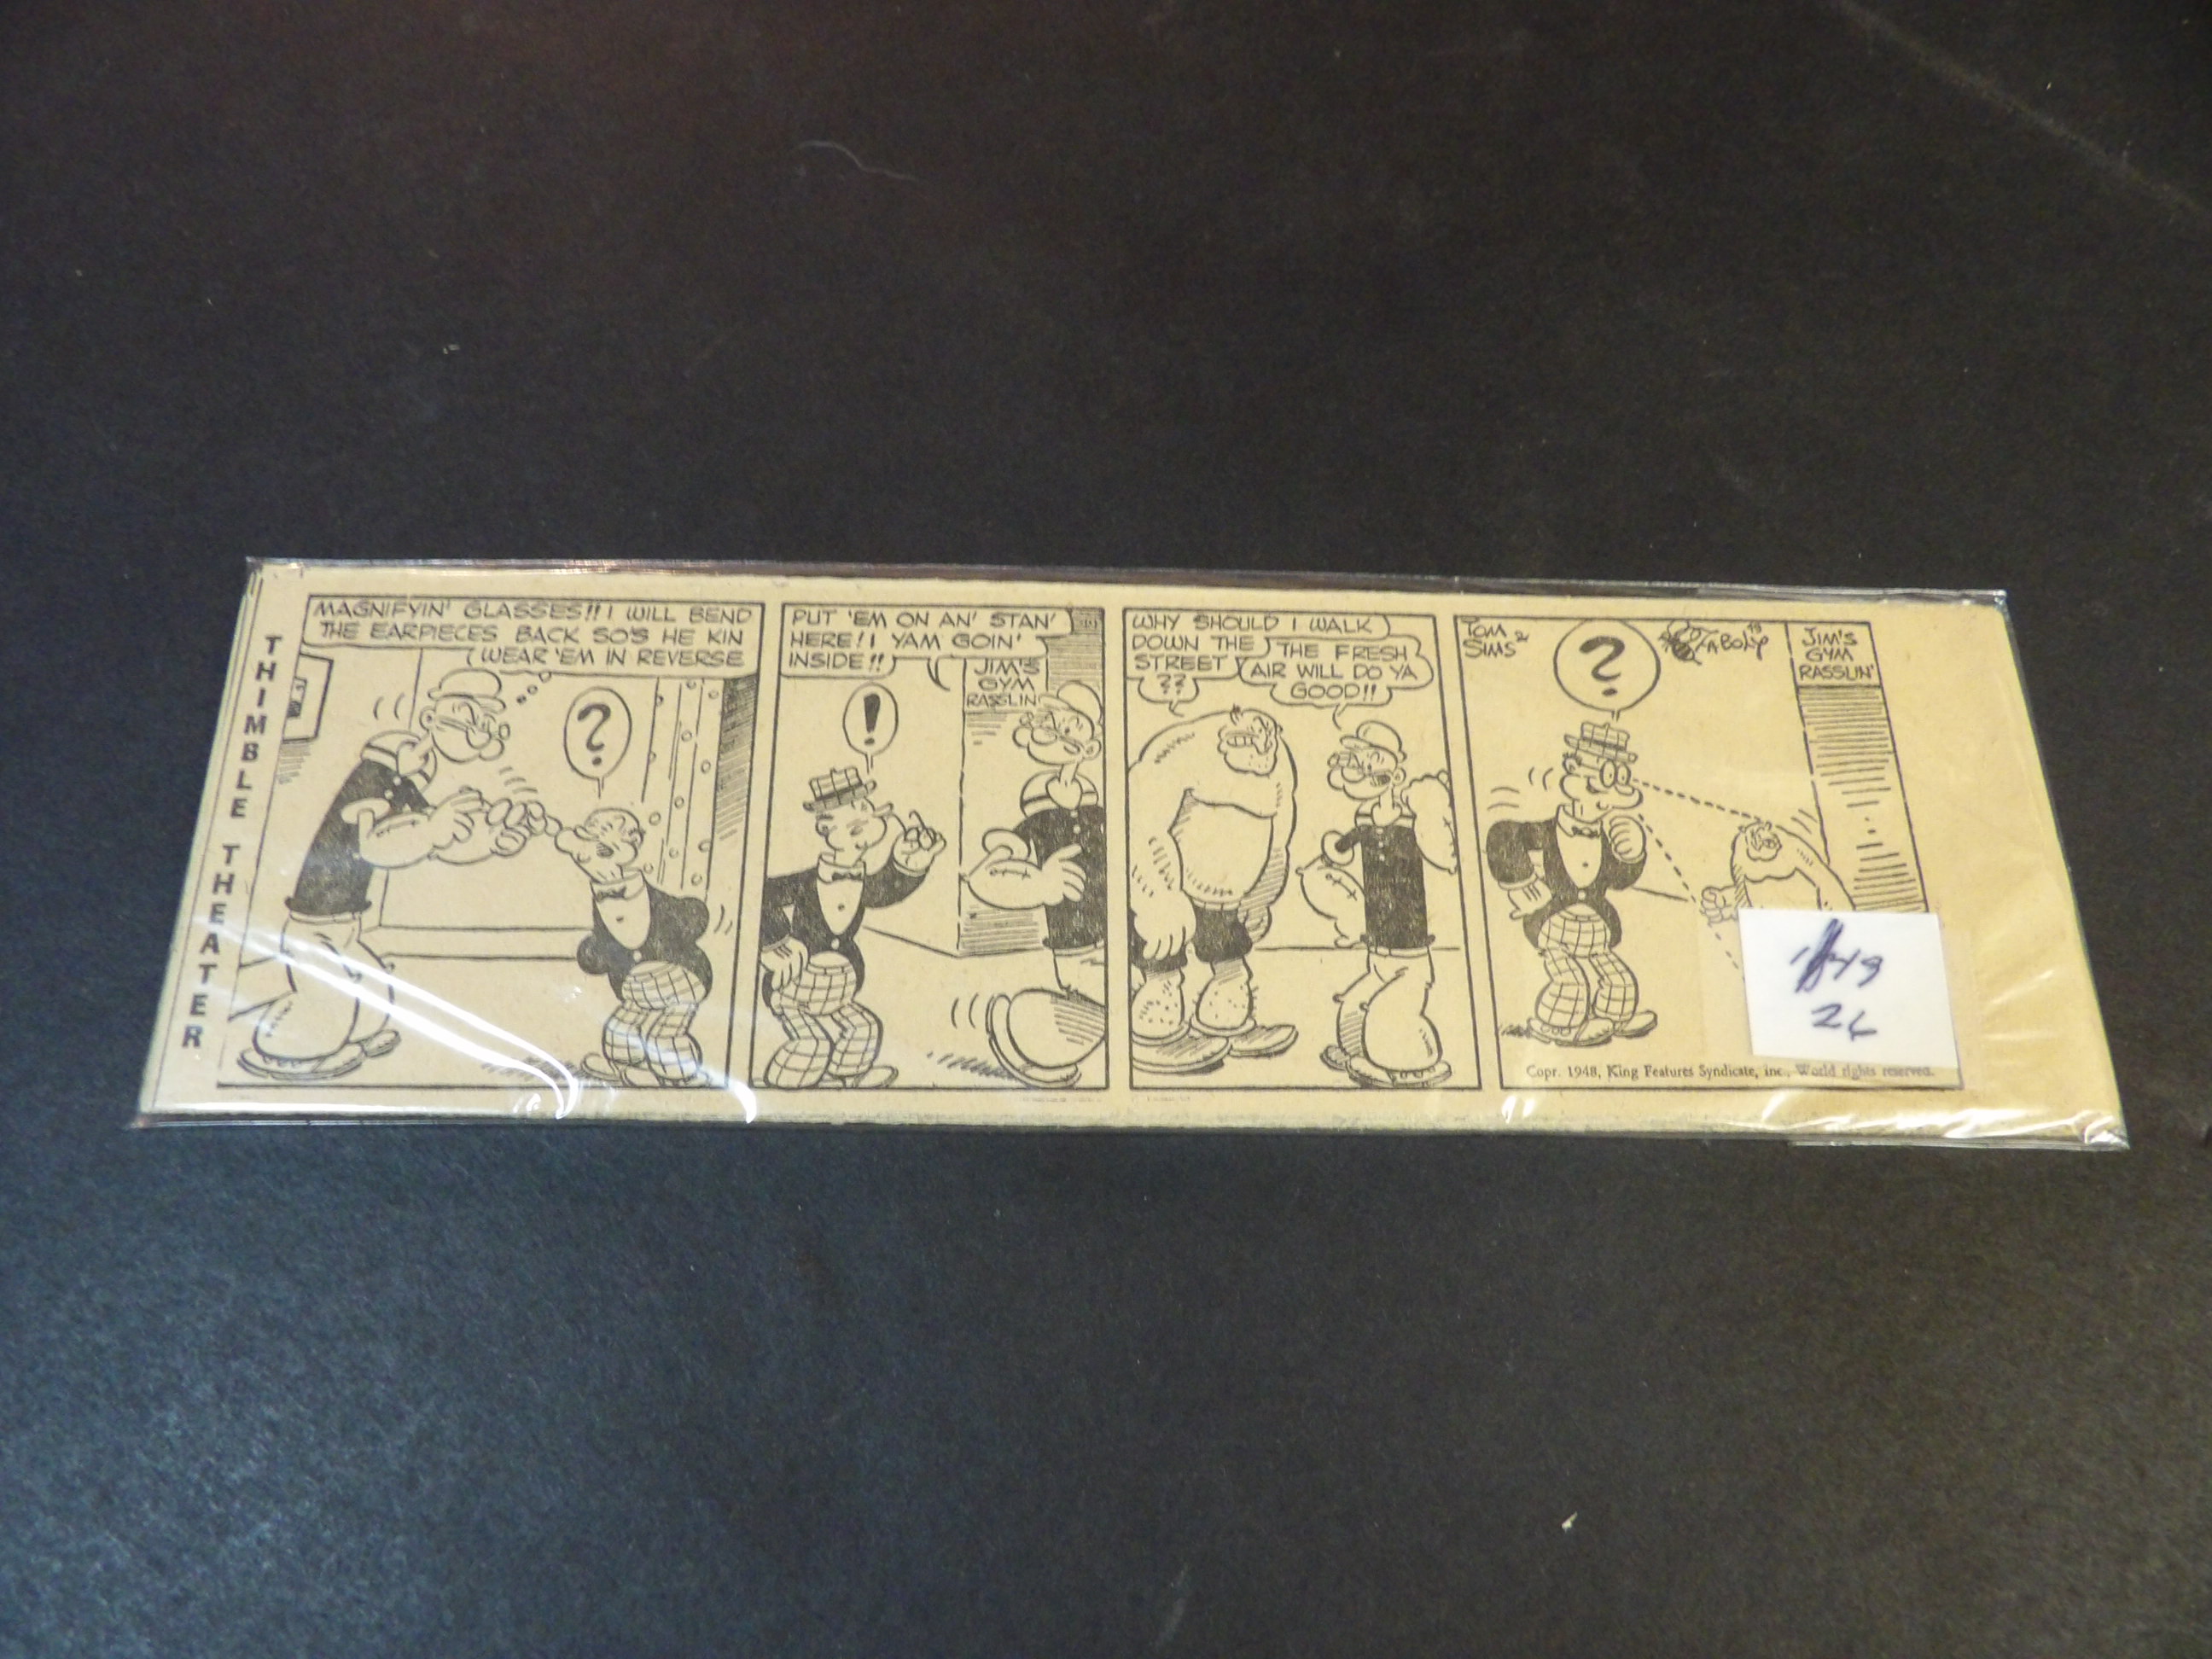 THIMBLE THEATER
MAGNIFYIN' GLASSES!! I WILL BEND
THE EARPIECES BACK SO'S HE KIN
WEAR 'EM IN REVERSE
?
PUT 'EM ON AN' STAN'
HERE! I YAM GOIN'
INSIDE!!
!
JIM'S
GYM
RASSLIN'
WHY SHOULD I WALK
DOWN THE
STREET
??
THE FRESH
AIR WILL DO YA
GOOD!!
TOM
SIMS
2
?
ZABOLY
JIM'S
GYM
RASSLIN'
26
Copr. 1948, King Features Syndicate, inc., World rights reserved.